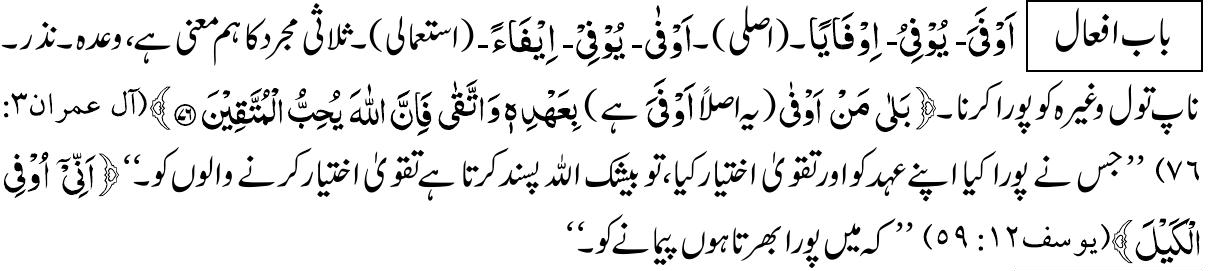 باب افعال اَوْفَیَ۔ یُوْفِیُ۔ اِوْفَایًا۔ (اصلی)۔ اَوْفٰی۔ یُوْفِیْ۔ اِیْفَاءً۔ (استعمالی)۔ ثلاثی مجرد کا ہم معنی ہے، وعدہ۔ نذر۔
ناپ تول وغیرہ کو پورا کرنا۔ ﴿بَلٰی مَنْ اَوْفٰی (یہ اصلاً اَوْفَیَ ہے) بِعَھْدِہٖ وَاتَّقٰی فَاِنَّ اللّٰہَ یُحِبُّ الْمُتَّقِیْنَ ﴿۷۶﴾﴾ (آل عمران ۳:
۷۶) ’’جس نے پورا کیا اپنے عہد کو اور تقویٰ اختیار کیا، تو بیشک اللہ پسند کرتا ہے تقویٰ اختیار کرنے والوں کو۔‘‘ ﴿اَنِّیْٓ اُوْفِی
الْکَیْلَ﴾ (یوسف ۱۲: ۵۹) ’’کہ میں پورا بھرتا ہوں پیمانے کو۔‘‘